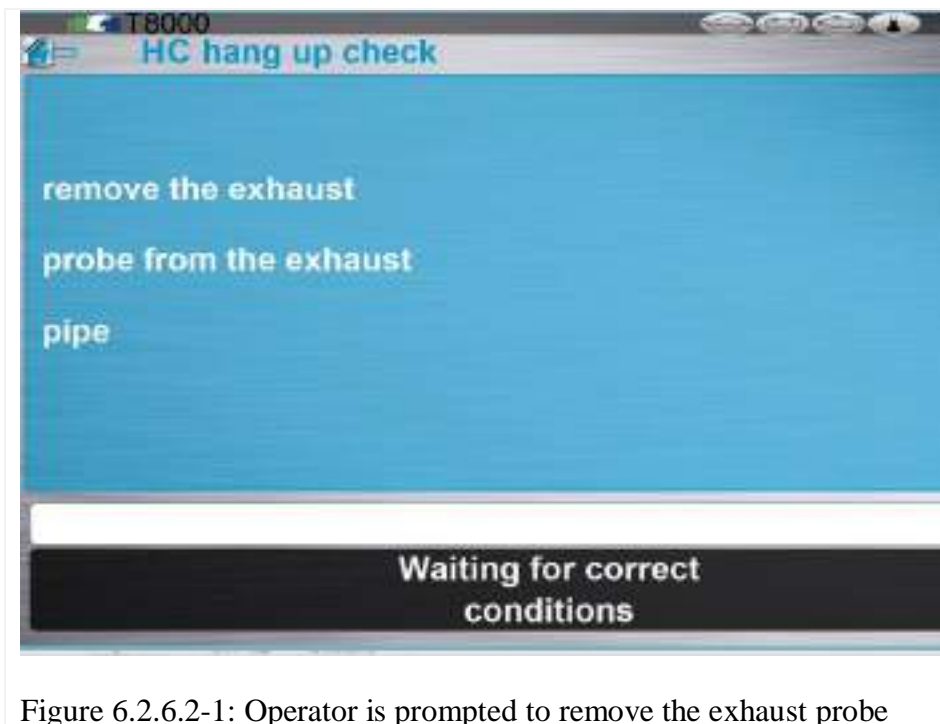 T8000
HC hang up check
remove the exhaust
probe from the exhaust
pipe
Waiting for correct
conditions
Figure 6.2.6.2-1: Operator is prompted to remove the exhaust probe